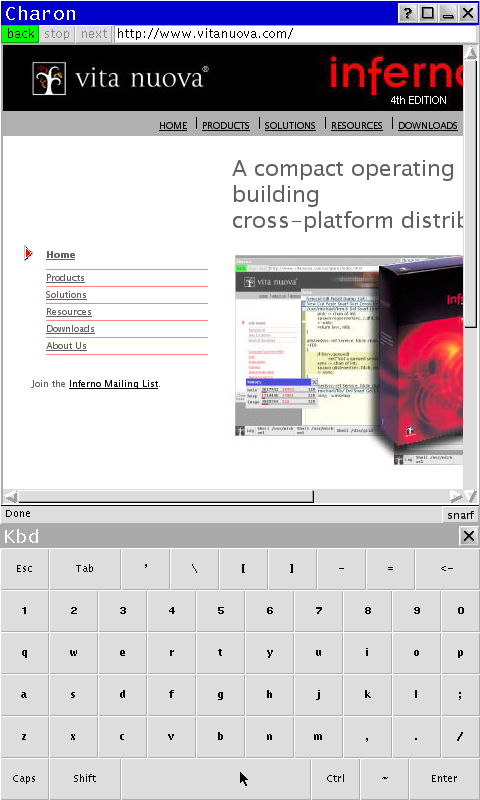 Charon ? 
back stop next http://www.vitanuova.com/
vita nuova® inferno
4th EDITION
HOME | PRODUCTS | SOLUTIONS | RESOURCES | DOWNLOADS
A compact operating
building
cross-platform distrib
Home
Products
Solutions
Resources
Downloads
About Us
Join the Inferno Mailing List.
Done snarf
Kbd
Esc Tab ' \ [ ] - = <-
1 2 3 4 5 6 7 8 9 0
q w e r t y u i o p
a s d f g h j k l ;
z x c v b n m , . /
Caps Shift Ctrl ~ Enter